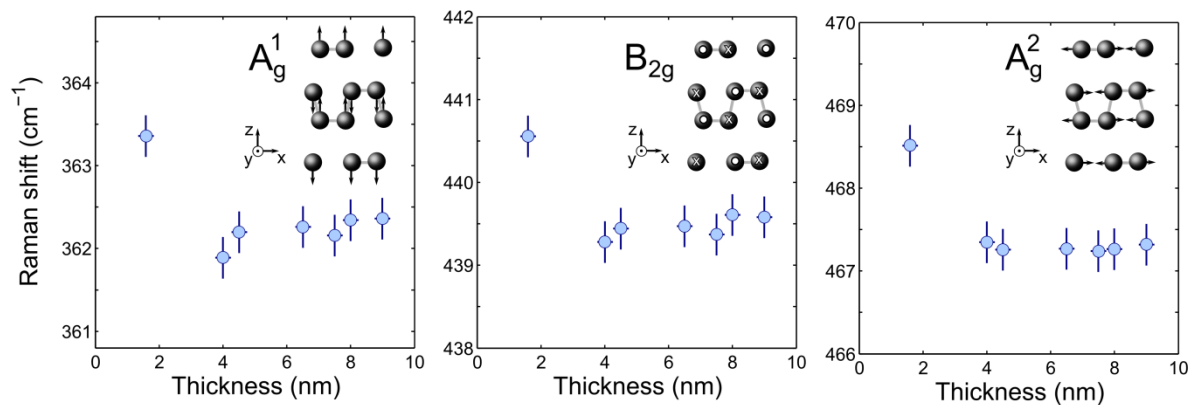 Raman shift (cm⁻¹)
364
363
362
361
A¹g
z
y
x
0
2
4
6
8
10
Thickness (nm)
442
441
440
439
438
B2g
x
x
x
x
x
x
z
y
x
0
2
4
6
8
10
Thickness (nm)
470
469
468
467
466
A²g
z
y
x
0
2
4
6
8
10
Thickness (nm)